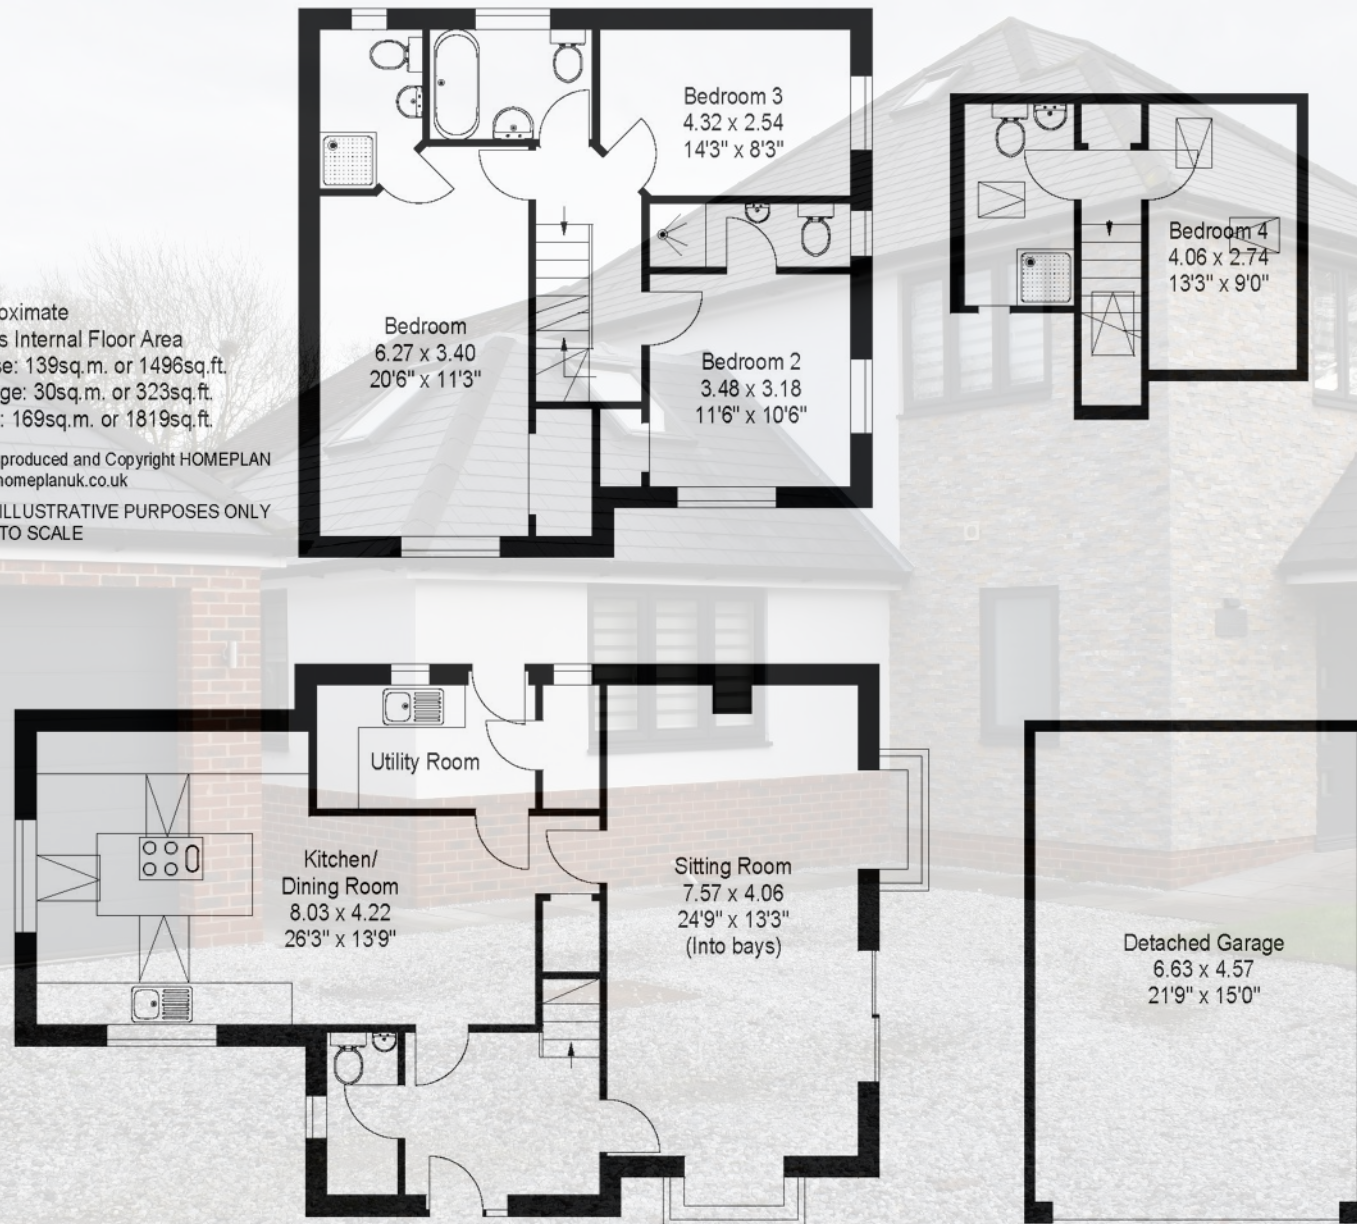 Bedroom 3
4.32 x 2.54
14'3" x 8'3"
Bedroom 4
4.06 x 2.74
13'3" x 9'0"
Bedroom
6.27 x 3.40
20'6" x 11'3"
Bedroom 2
3.48 x 3.18
11'6" x 10'6"
oximate
s Internal Floor Area
se: 139sq.m. or 1496sq.ft.
ge: 30sq.m. or 323sq.ft.
: 169sq.m. or 1819sq.ft.
produced and Copyright HOMEPLAN
homeplanuk.co.uk
ILLUSTRATIVE PURPOSES ONLY
TO SCALE
Utility Room
Kitchen/
Dining Room
8.03 x 4.22
26'3" x 13'9"
Sitting Room
7.57 x 4.06
24'9" x 13'3"
(Into bays)
Detached Garage
6.63 x 4.57
21'9" x 15'0"